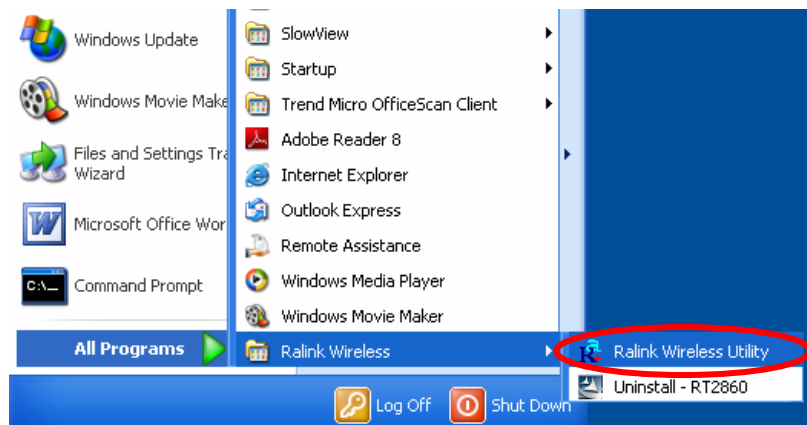 Windows Update
Windows Movie Make
Files and Settings Tra
Wizard
Microsoft Office Wor
C:\_
Command Prompt
All Programs
SlowView
Startup
Trend Micro OfficeScan Client
Adobe Reader 8
Internet Explorer
Outlook Express
Remote Assistance
Windows Media Player
Windows Movie Maker
Ralink Wireless
Ralink Wireless Utility
Uninstall - RT2860
Log Off
Shut Down